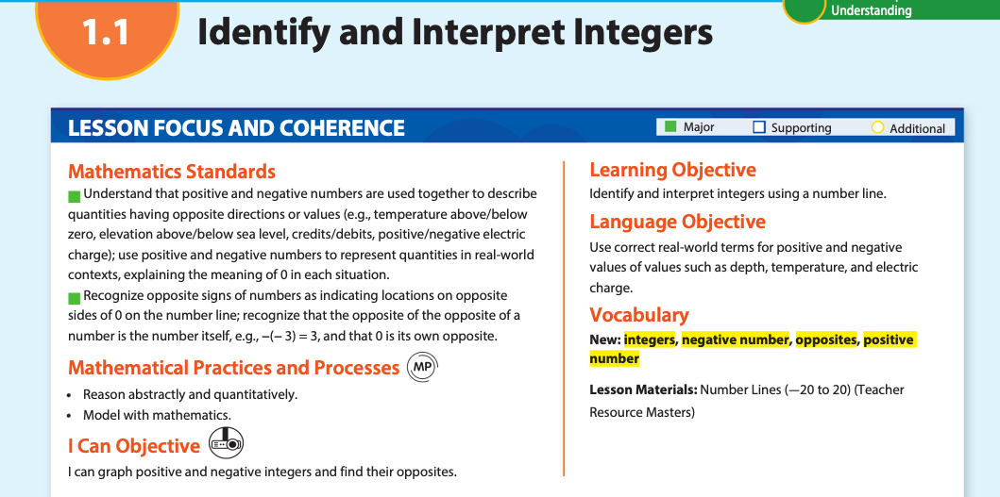 Understanding
1.1 Identify and Interpret Integers
LESSON FOCUS AND COHERENCE
Major Supporting Additional
Mathematics Standards
Understand that positive and negative numbers are used together to describe
quantities having opposite directions or values (e.g., temperature above/below
zero, elevation above/below sea level, credits/debits, positive/negative electric
charge); use positive and negative numbers to represent quantities in real-world
contexts, explaining the meaning of 0 in each situation.
Recognize opposite signs of numbers as indicating locations on opposite
sides of 0 on the number line; recognize that the opposite of the opposite of a
number is the number itself, e.g., −(− 3) = 3, and that 0 is its own opposite.
Mathematical Practices and Processes MP
• Reason abstractly and quantitatively.
• Model with mathematics.
I Can Objective
I can graph positive and negative integers and find their opposites.
Learning Objective
Identify and interpret integers using a number line.
Language Objective
Use correct real-world terms for positive and negative
values of values such as depth, temperature, and electric
charge.
Vocabulary
New: integers, negative number, opposites, positive
number
Lesson Materials: Number Lines (—20 to 20) (Teacher
Resource Masters)